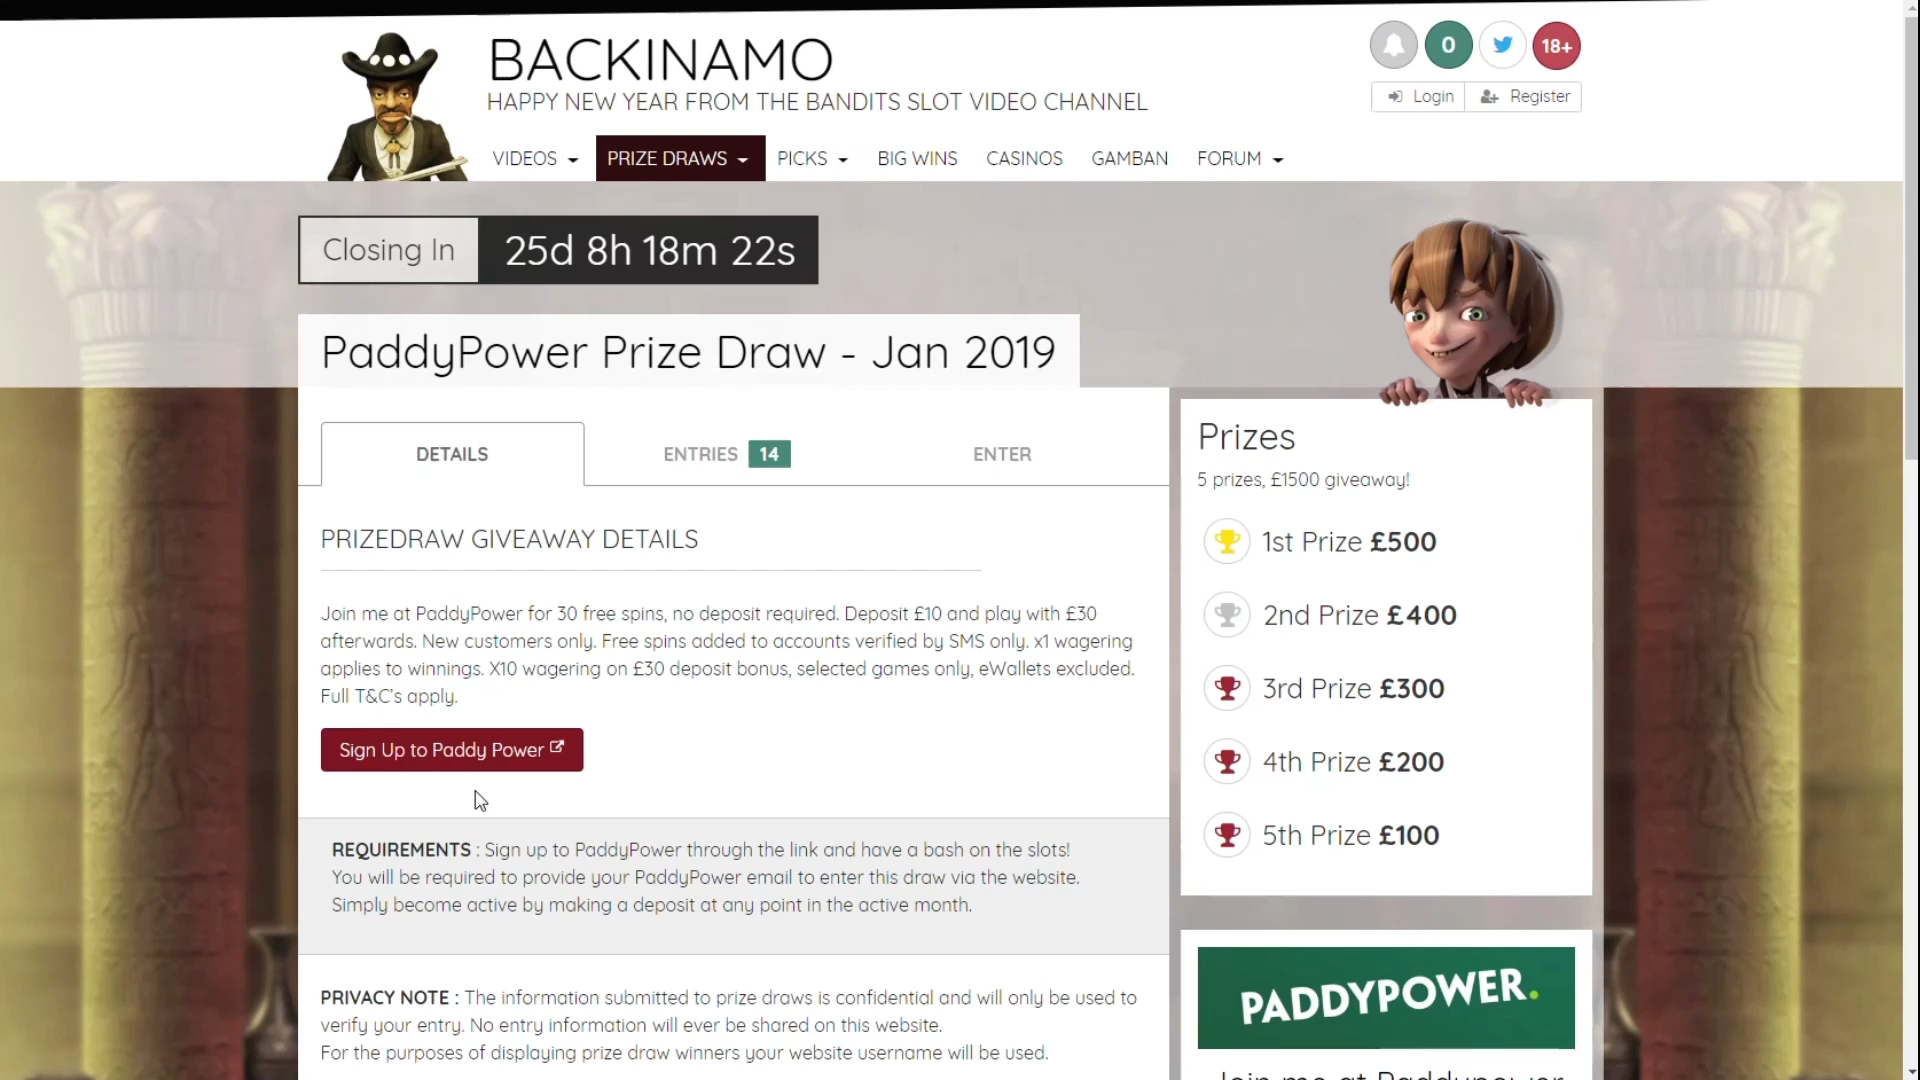 BACKINAMO
HAPPY NEW YEAR FROM THE BANDITS SLOT VIDEO CHANNEL
0
18+
Login
Register
VIDEOS
PRIZE DRAWS
PICKS
BIG WINS
CASINOS
GAMBAN
FORUM
Closing In
25d 8h 18m 22s
PaddyPower Prize Draw - Jan 2019
DETAILS
ENTRIES 14
ENTER
PRIZEDRAW GIVEAWAY DETAILS
Join me at PaddyPower for 30 free spins, no deposit required. Deposit £10 and play with £30
afterwards. New customers only. Free spins added to accounts verified by SMS only. x1 wagering
applies to winnings. X10 wagering on £30 deposit bonus, selected games only, eWallets excluded.
Full T&C's apply.
Sign Up to Paddy Power
REQUIREMENTS : Sign up to PaddyPower through the link and have a bash on the slots!
You will be required to provide your PaddyPower email to enter this draw via the website.
Simply become active by making a deposit at any point in the active month.
PRIVACY NOTE : The information submitted to prize draws is confidential and will only be used to
verify your entry. No entry information will ever be shared on this website.
For the purposes of displaying prize draw winners your website username will be used.
Prizes
5 prizes, £1500 giveaway!
1st Prize £500
2nd Prize £400
3rd Prize £300
4th Prize £200
5th Prize £100
PADDYPOWER.
Join me at Paddypower